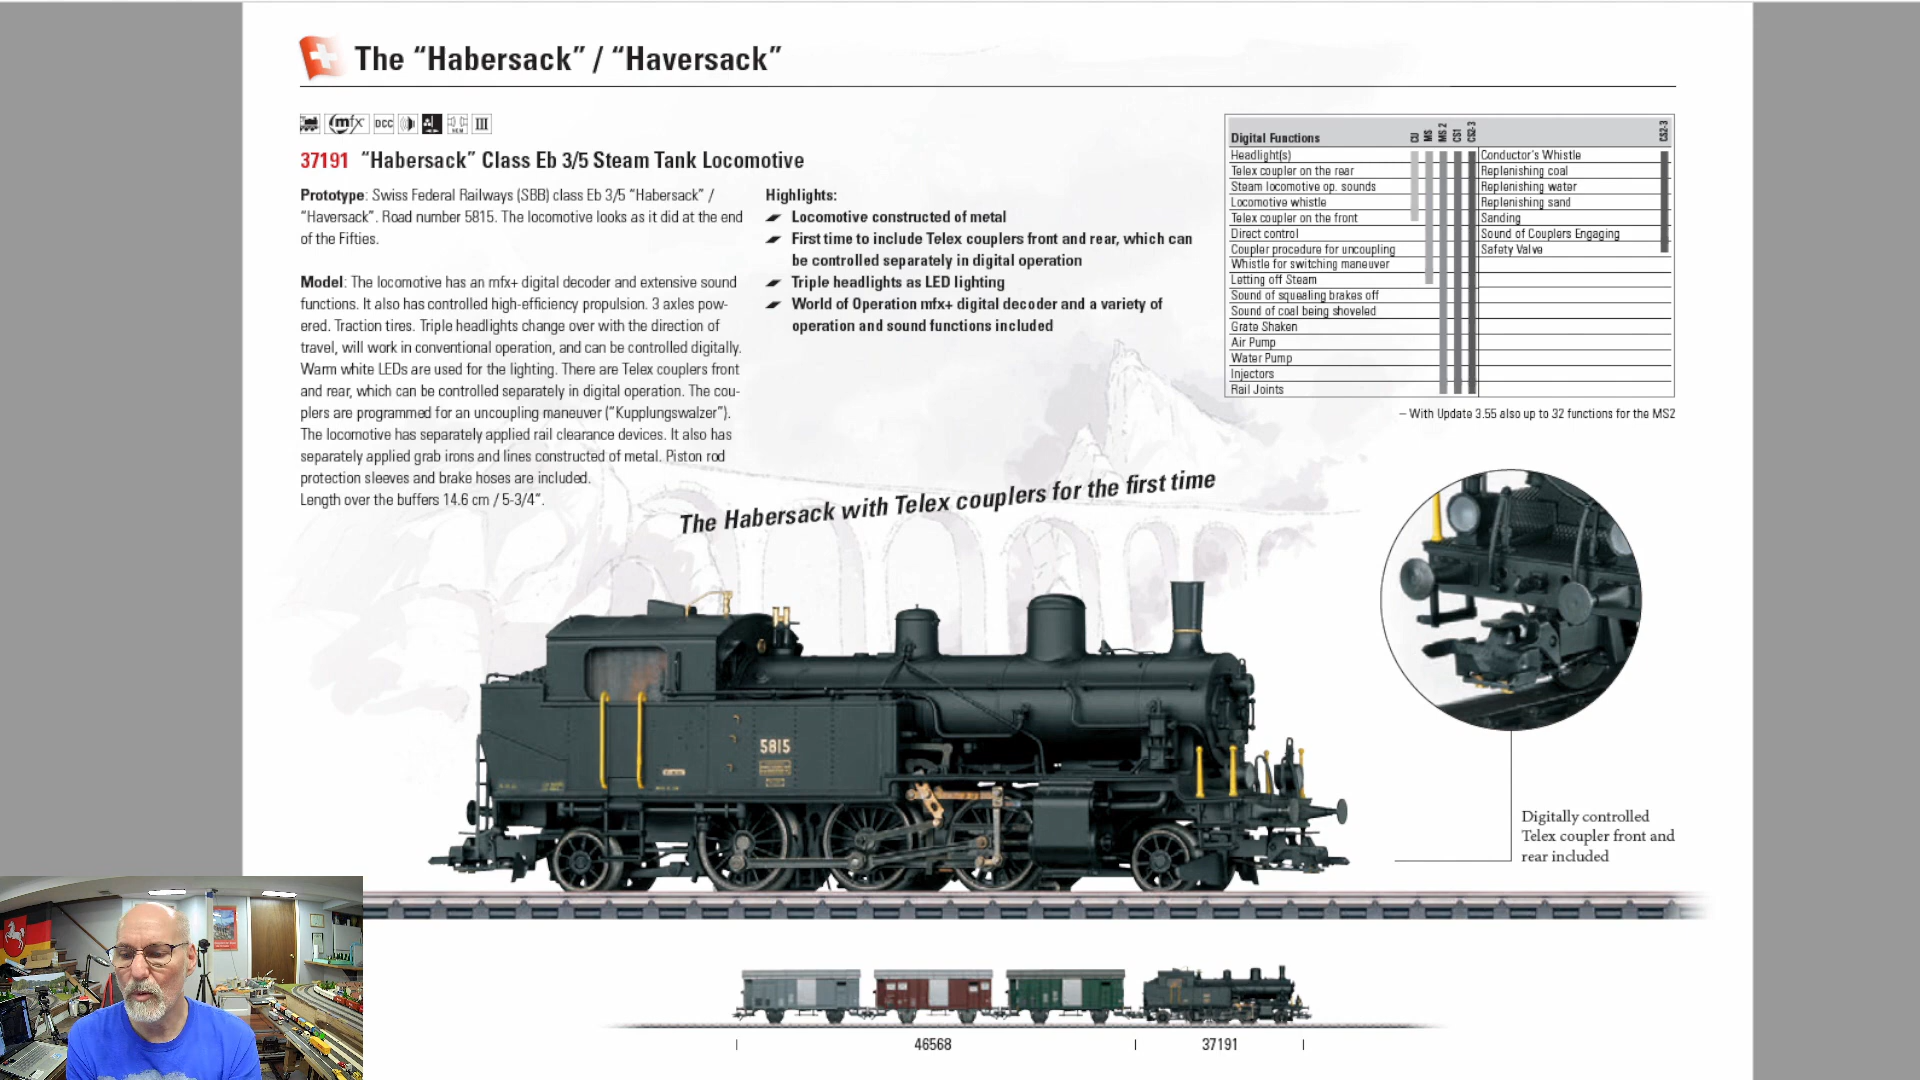 The “Habersack” / “Haversack”
mfx DCC III
37191 “Habersack” Class Eb 3/5 Steam Tank Locomotive
Prototype: Swiss Federal Railways (SBB) class Eb 3/5 “Habersack” /
“Haversack”. Road number 5815. The locomotive looks as it did at the end
of the Fifties.
Model: The locomotive has an mfx+ digital decoder and extensive sound
functions. It also has controlled high-efficiency propulsion. 3 axles pow-
ered. Traction tires. Triple headlights change over with the direction of
travel, will work in conventional operation, and can be controlled digitally.
Warm white LEDs are used for the lighting. There are Telex couplers front
and rear, which can be controlled separately in digital operation. The cou-
plers are programmed for an uncoupling maneuver (“Kupplungswalzer”).
The locomotive has separately applied rail clearance devices. It also has
separately applied grab irons and lines constructed of metal. Piston rod
protection sleeves and brake hoses are included.
Length over the buffers 14.6 cm / 5-3/4”.
Highlights:
Locomotive constructed of metal
First time to include Telex couplers front and rear, which can
be controlled separately in digital operation
Triple headlights as LED lighting
World of Operation mfx+ digital decoder and a variety of
operation and sound functions included
Digital Functions CU MS MS 2 CS1 CS2-3 CS2-3
Headlight(s) Conductor's Whistle
Telex coupler on the rear Replenishing coal
Steam locomotive op. sounds Replenishing water
Locomotive whistle Replenishing sand
Telex coupler on the front Sanding
Direct control Sound of Couplers Engaging
Coupler procedure for uncoupling Safety Valve
Whistle for switching maneuver
Letting off Steam
Sound of squealing brakes off
Sound of coal being shoveled
Grate Shaken
Air Pump
Water Pump
Injectors
Rail Joints
– With Update 3.55 also up to 32 functions for the MS2
The Habersack with Telex couplers for the first time
5815
Digitally controlled
Telex coupler front and
rear included
46568 37191